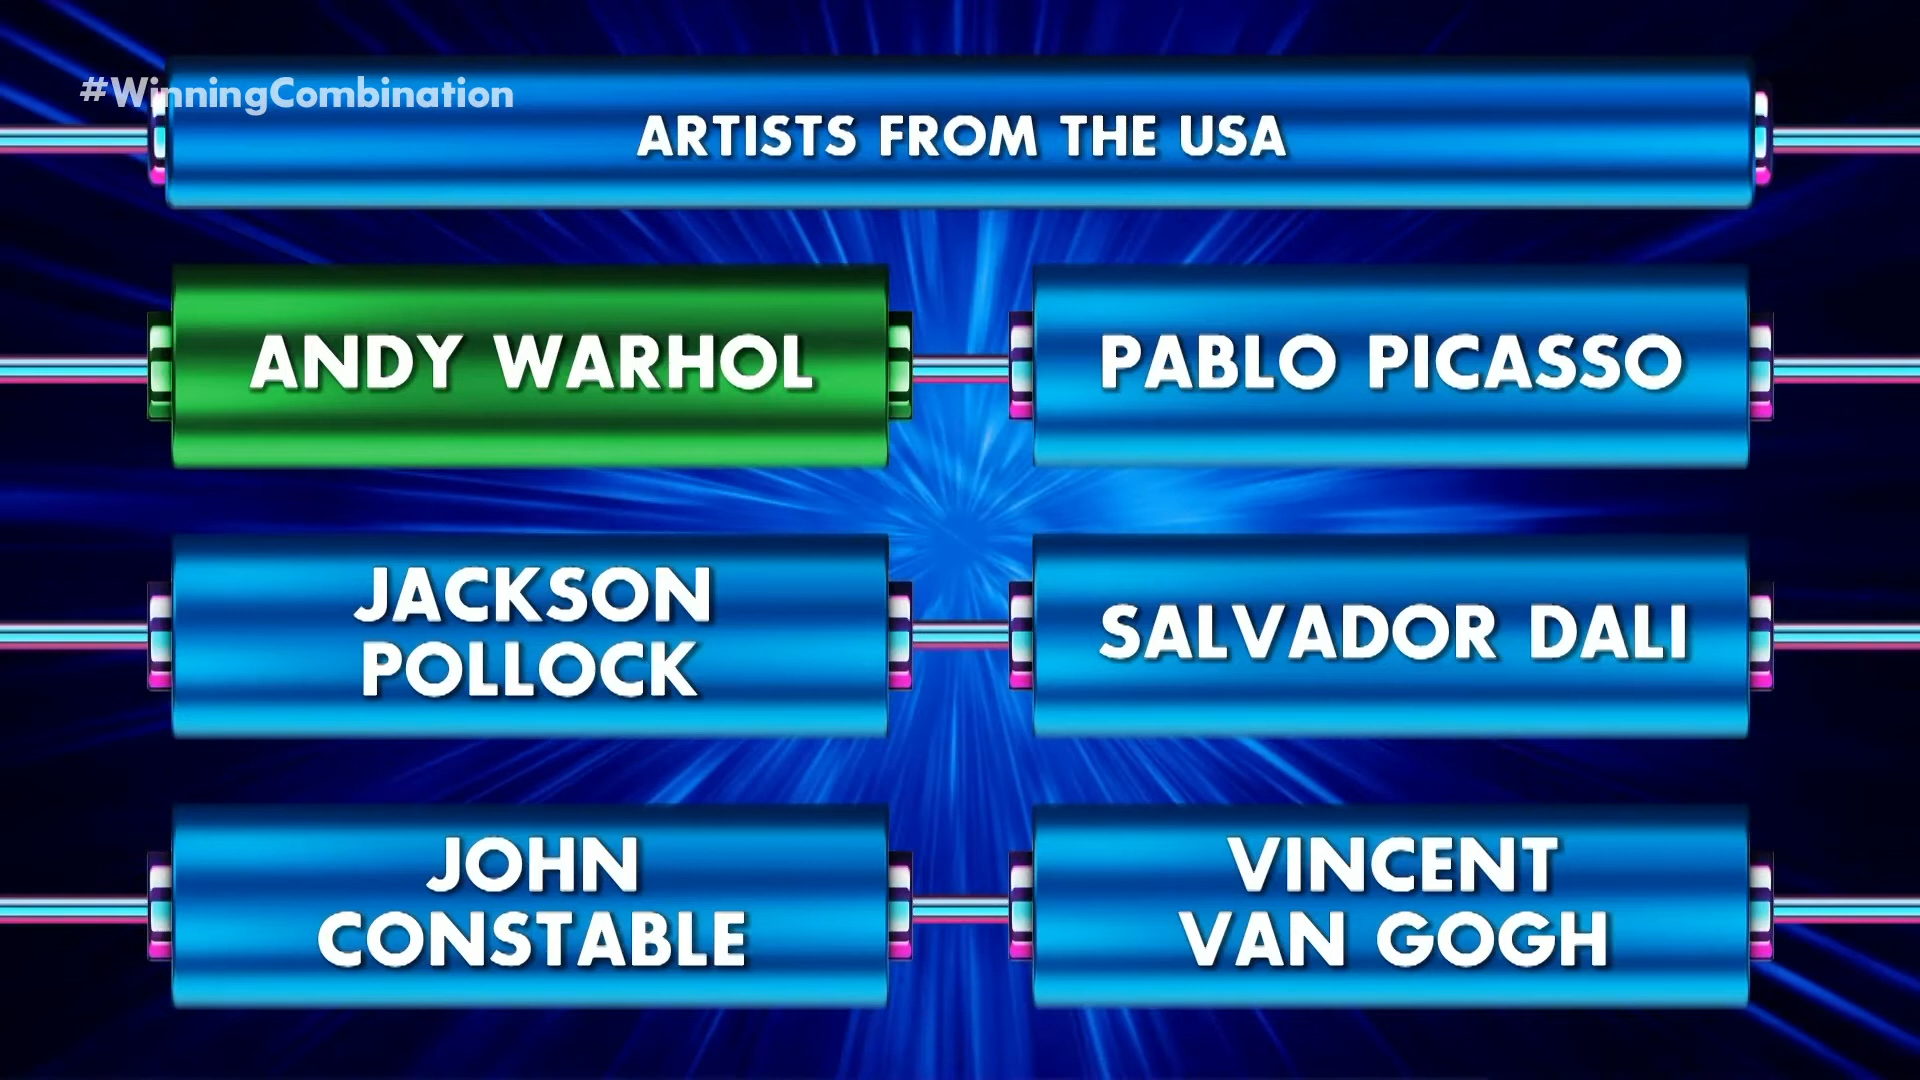 #WinningCombination
ARTISTS FROM THE USA
ANDY WARHOL
PABLO PICASSO
JACKSON
POLLOCK
SALVADOR DALI
JOHN
CONSTABLE
VINCENT
VAN GOGH